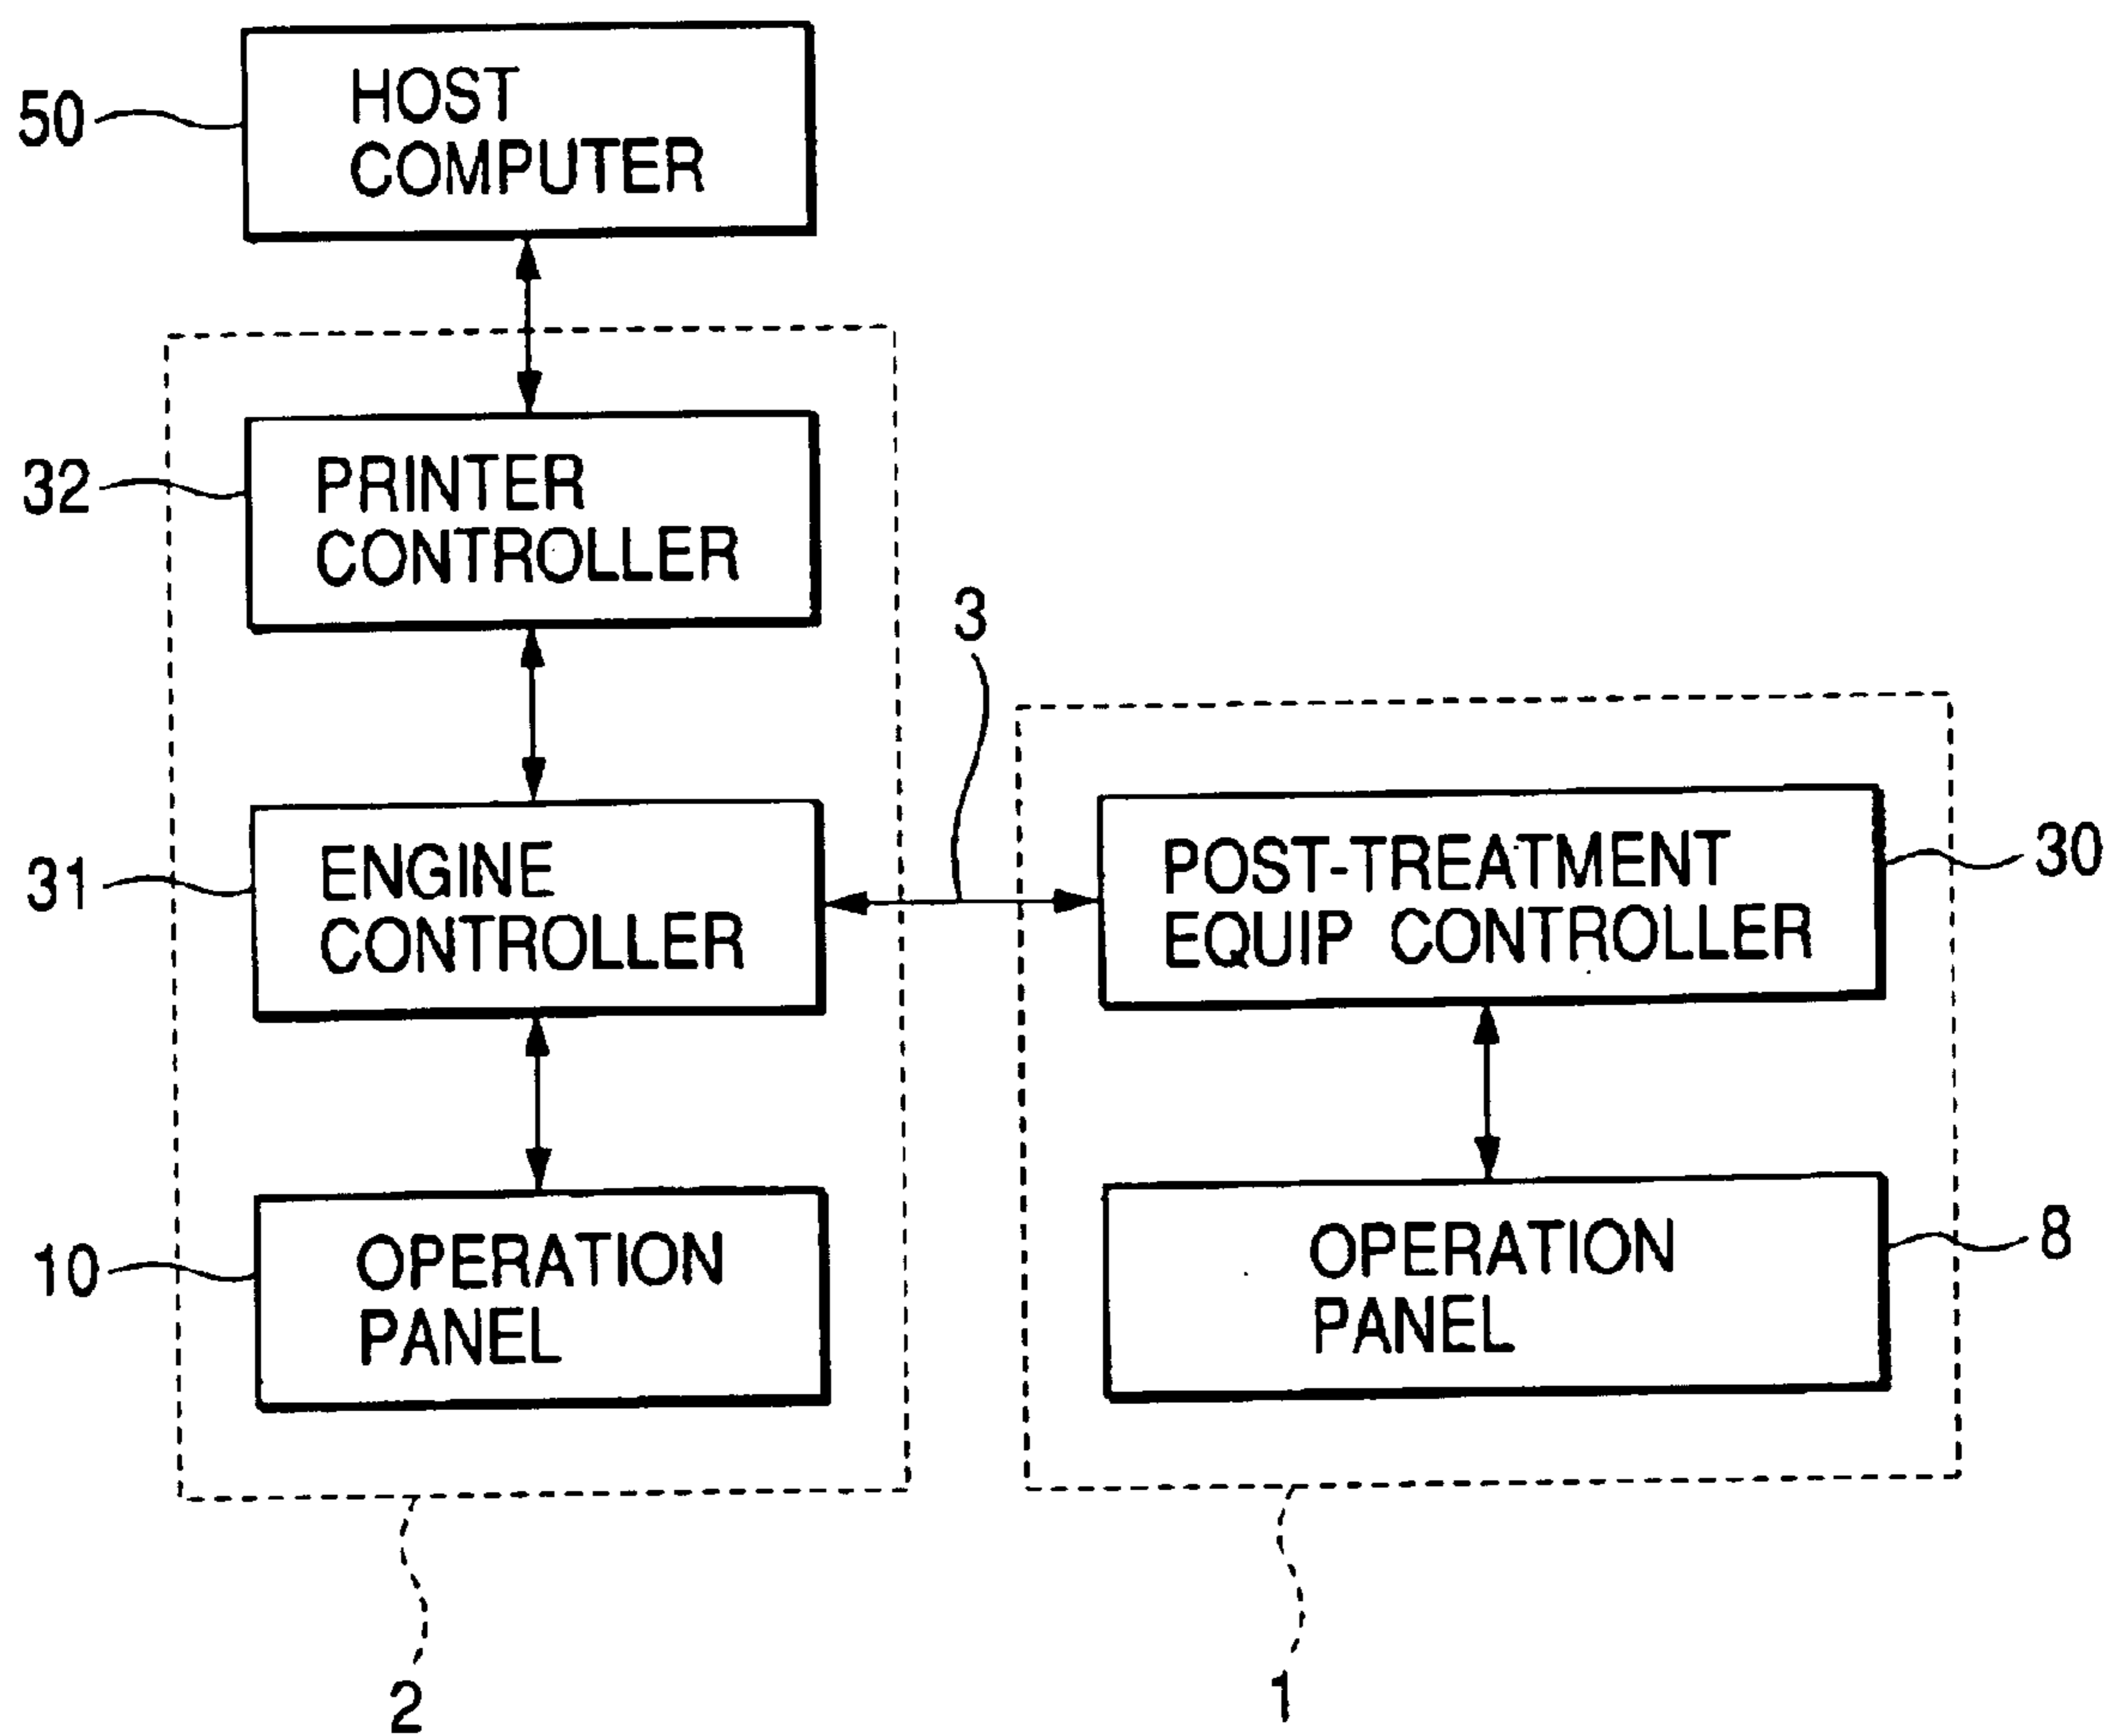 50
HOST
COMPUTER
32
PRINTER
CONTROLLER
3
31
ENGINE
CONTROLLER
POST-TREATMENT
EQUIP CONTROLLER
30
10
OPERATION
PANEL
OPERATION
PANEL
8
2
1